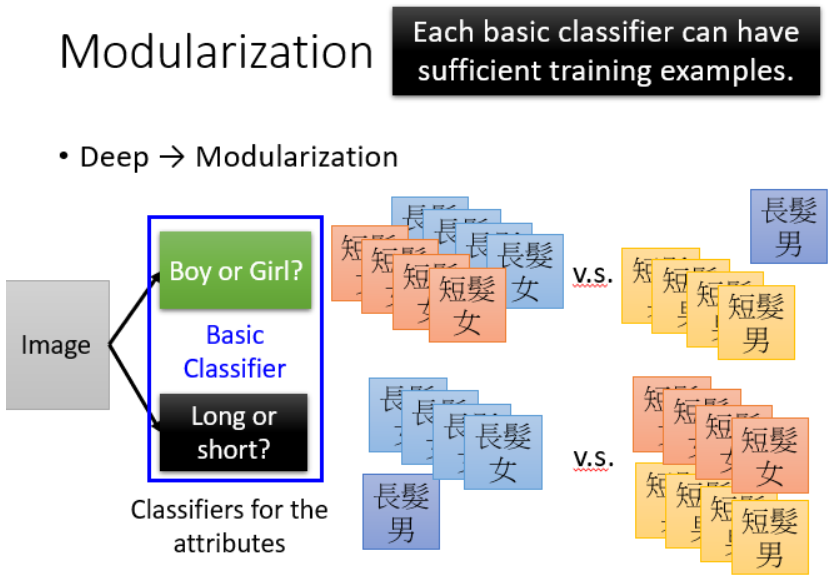 Modularization
Each basic classifier can have
sufficient training examples.
• Deep → Modularization
Image
Boy or Girl?
Basic
Classifier
Long or
short?
Classifiers for the
attributes
長髮
女
短髮
女
v.s.
長髮
男
短髮
男
長髮
女
長髮
男
v.s.
短髮
女
短髮
男